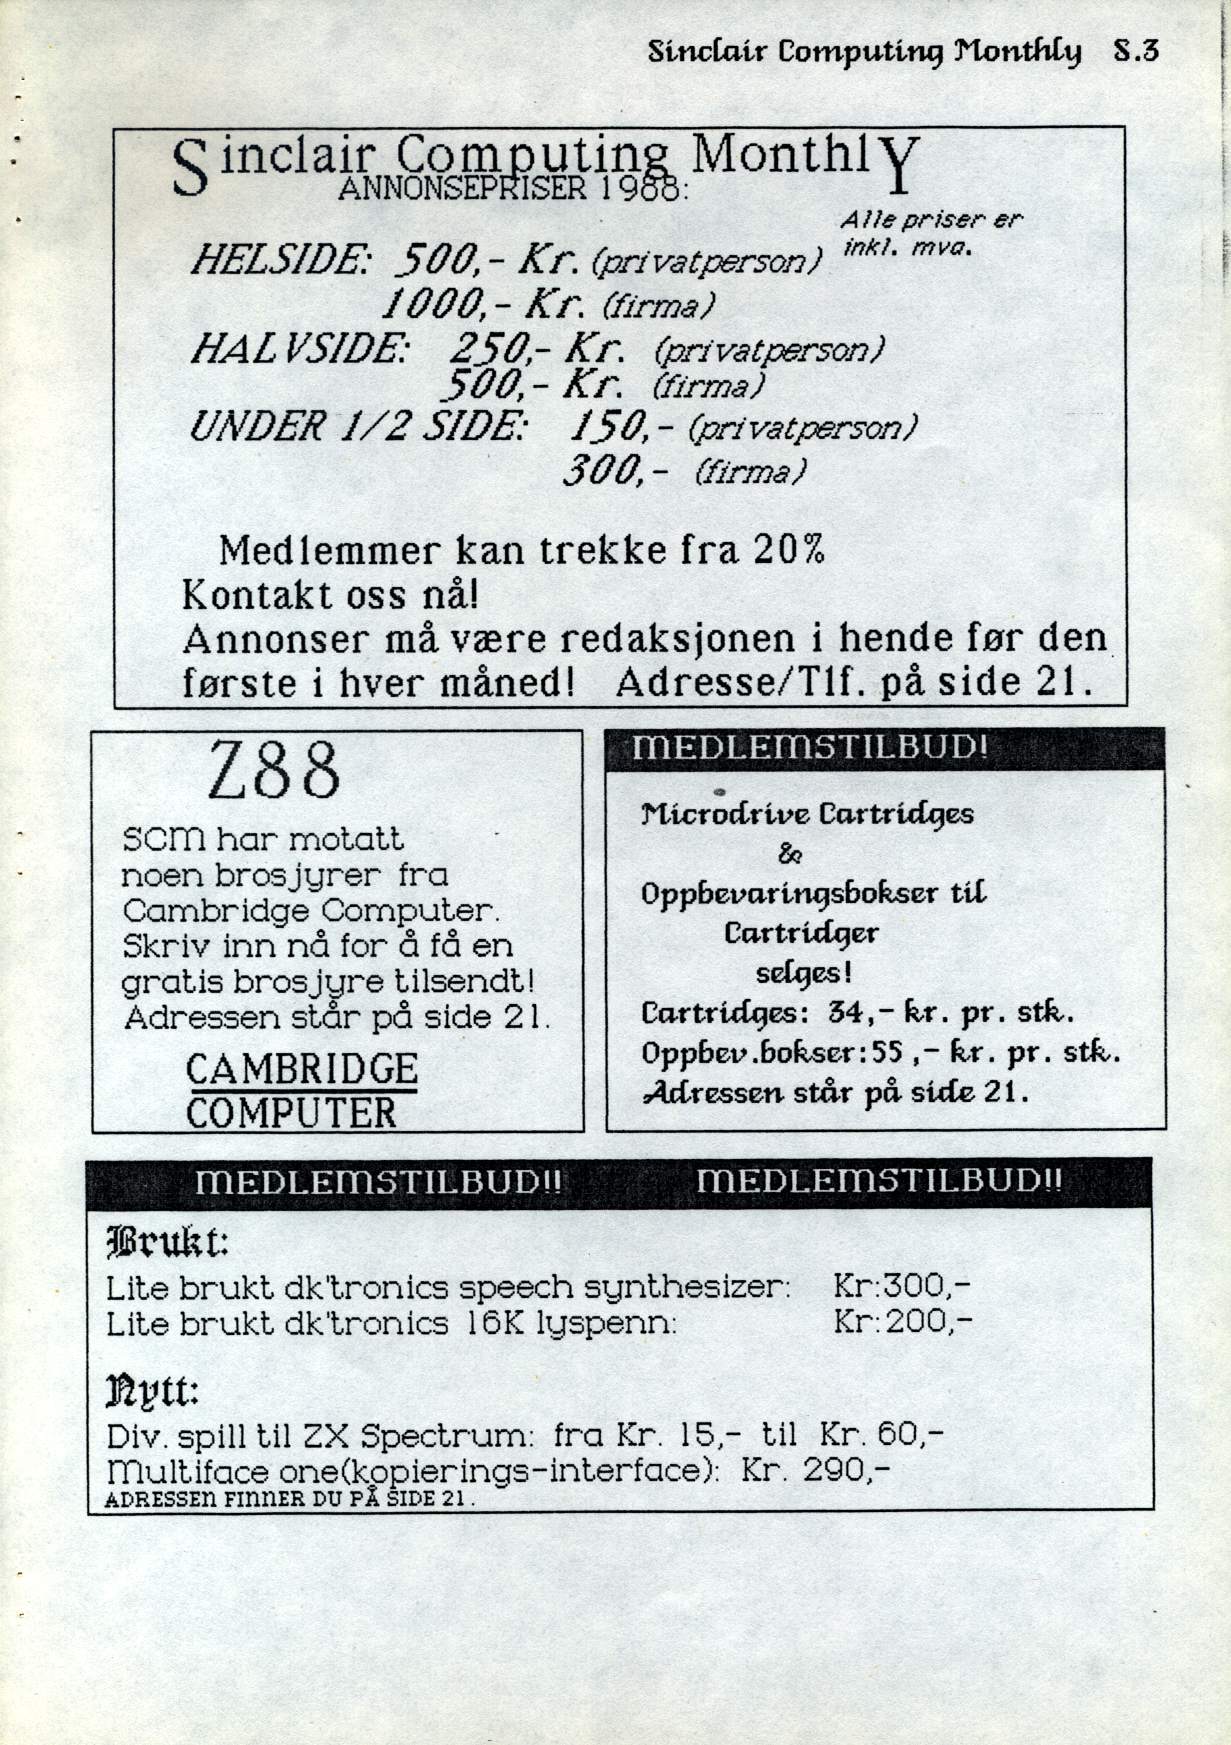 Sinclair Computing Monthly S.3
Sinclair Computing MonthlY
ANNONSEPRISER 1988:
Alle priser er
inkl. mva.
HELSIDE: 500,- Kr. (privatperson)
1000,- Kr. (firma)
HALVSIDE: 250,- Kr. (privatperson)
500,- Kr. (firma)
UNDER 1/2 SIDE: 150,- (privatperson)
300,- (firma)
Medlemmer kan trekke fra 20%
Kontakt oss nå!
Annonser må være redaksjonen i hende før den
første i hver måned! Adresse/Tlf. på side 21.
Z88
SCM har motatt
noen brosjyrer fra
Cambridge Computer.
Skriv inn nå for å få en
gratis brosjyre tilsendt!
Adressen står på side 21.
CAMBRIDGE
COMPUTER
MEDLEMSTILBUD!
Microdrive Cartridges
&
Oppbevaringsbokser til
Cartridger
selges!
Cartridges: 34,- kr. pr. stk.
Oppbev.bokser:55 ,- kr. pr. stk.
Adressen står på side 21.
MEDLEMSTILBUD!! MEDLEMSTILBUD!!
Brukt:
Lite brukt dk'tronics speech synthesizer: Kr:300,-
Lite brukt dk'tronics 16K lyspenn: Kr:200,-
Nytt:
Div. spill til ZX Spectrum: fra Kr. 15,- til Kr. 60,-
Multiface one(kopierings-interface): Kr. 290,-
ADRESSEN FINNER DU PÅ SIDE 21.